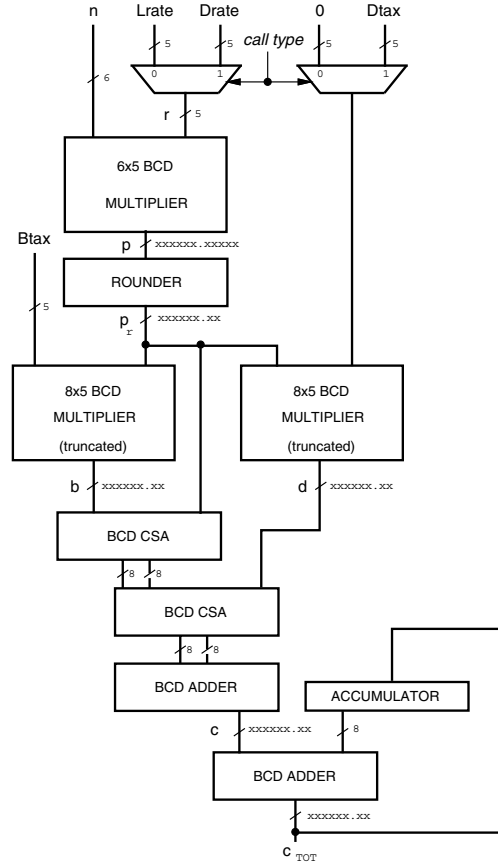 n Lrate Drate 0 Dtax
call type
5 5 5 5
0 1 0 1
6
r 5
6x5 BCD
MULTIPLIER
Btax
p xxxxxx.xxxxx
ROUNDER
5
p r xxxxxx.xx
8x5 BCD 8x5 BCD
MULTIPLIER MULTIPLIER
(truncated) (truncated)
b xxxxxx.xx d xxxxxx.xx
BCD CSA
8 8
BCD CSA
8 8
BCD ADDER
ACCUMULATOR
c xxxxxx.xx 8
BCD ADDER
xxxxxx.xx
c TOT